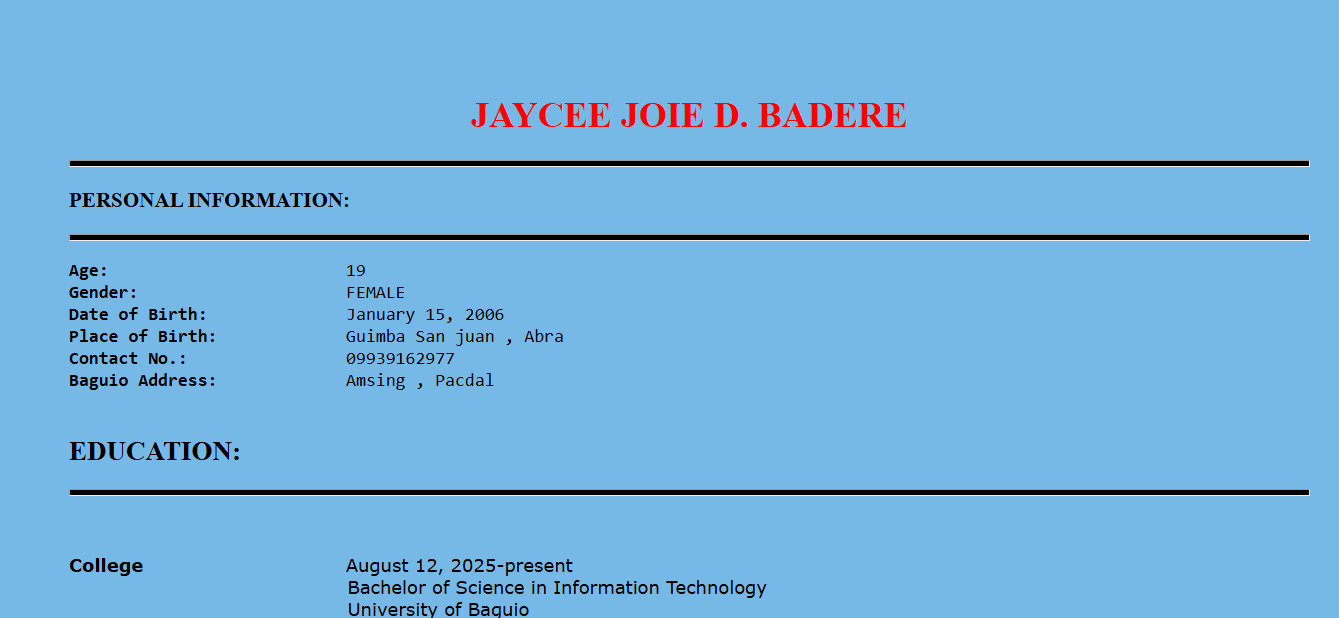 JAYCEE JOIE D. BADERE
PERSONAL INFORMATION:
Age: 19
Gender: FEMALE
Date of Birth: January 15, 2006
Place of Birth: Guimba San juan , Abra
Contact No.: 09939162977
Baguio Address: Amsing , Pacdal
EDUCATION:
College August 12, 2025-present
Bachelor of Science in Information Technology
University of Baguio